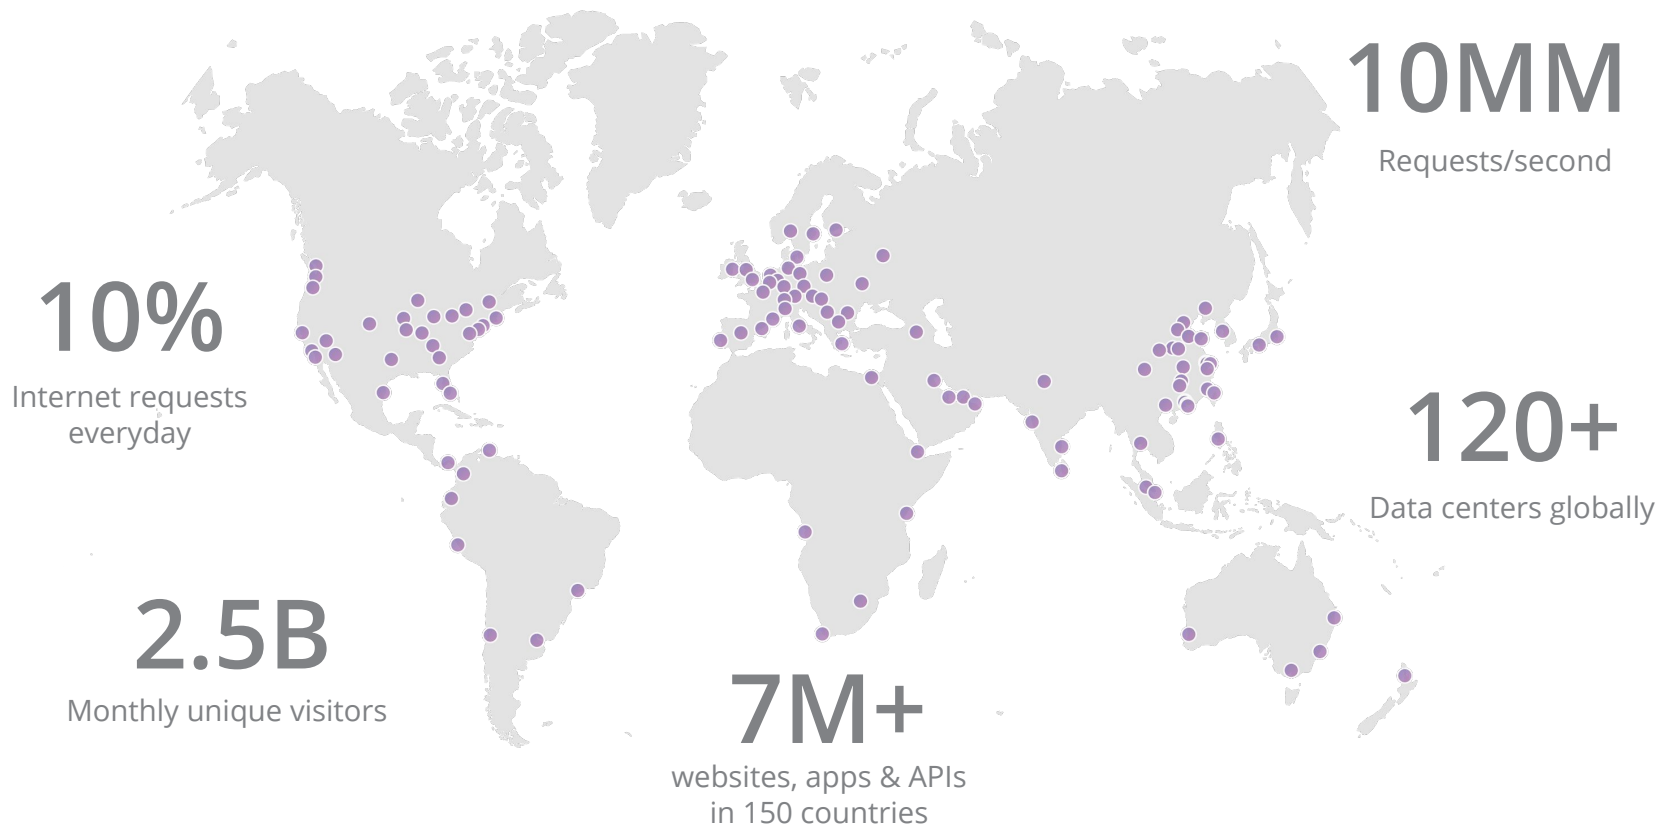 10MM
Requests/second
10%
Internet requests
everyday
120+
Data centers globally
2.5B
Monthly unique visitors
7M+
websites, apps & APIs
in 150 countries